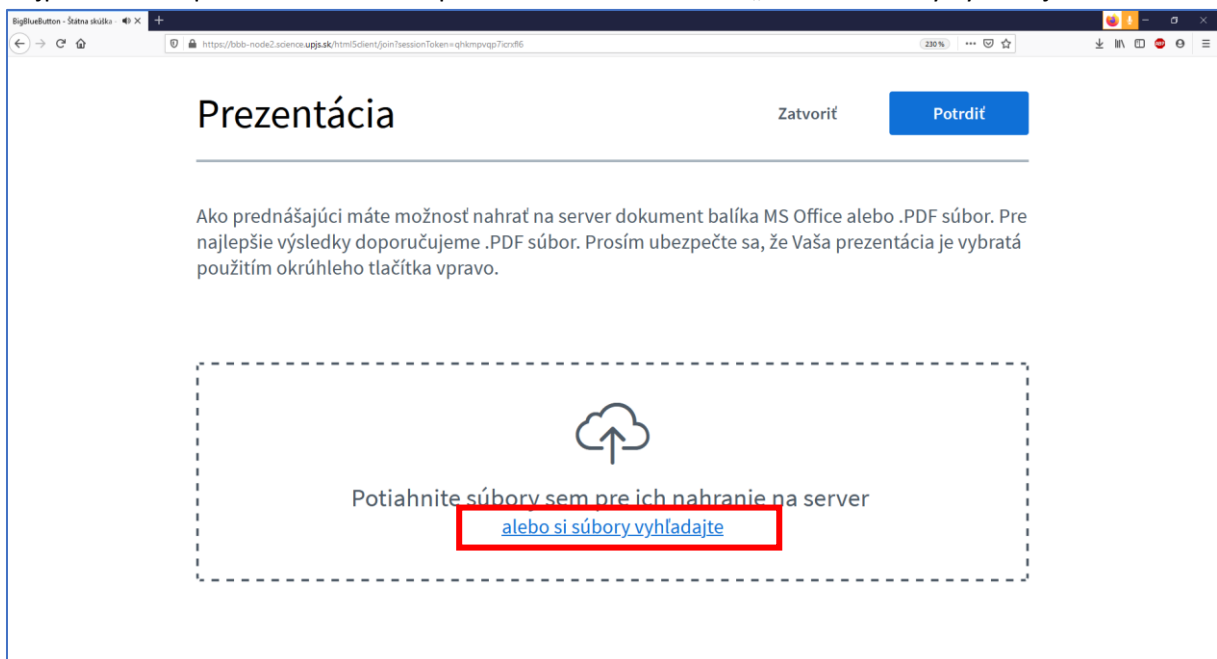 BigBlueButton - Štátna skúška -
https://bbb-node2.science.upjs.sk/html5client/join?sessionToken=qhkmpvqp7icrxfl6
230 %
Prezentácia
Zatvoriť
Potrdiť
Ako prednášajúci máte možnosť nahrať na server dokument balíka MS Office alebo .PDF súbor. Pre
najlepšie výsledky doporučujeme .PDF súbor. Prosím ubezpečte sa, že Vaša prezentácia je vybratá
použitím okrúhleho tlačítka vpravo.
Potiahnite súbory sem pre ich nahranie na server
alebo si súbory vyhľadajte